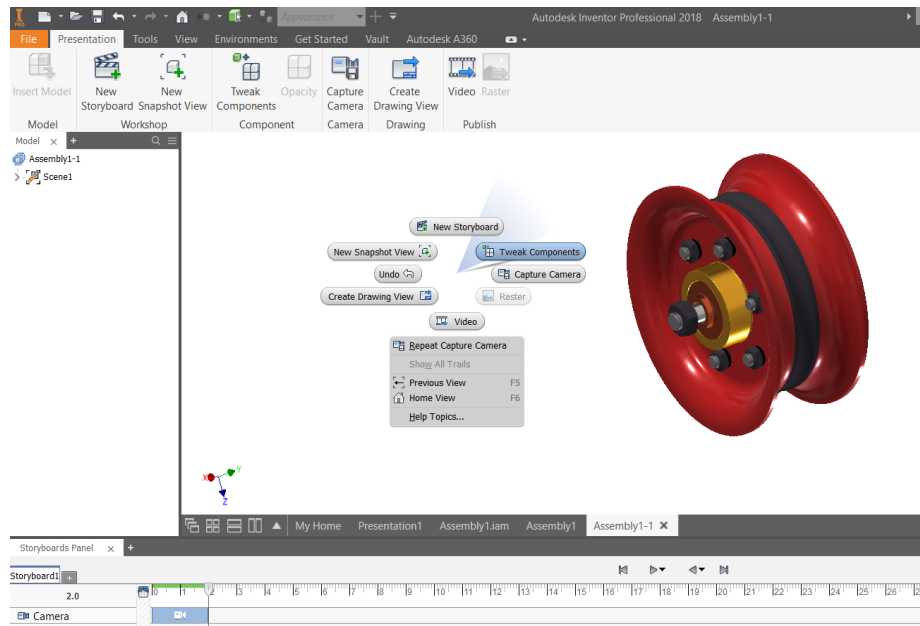 PRO
Appearance
Autodesk Inventor Professional 2018 Assembly1-1
File Presentation Tools View Environments Get Started Vault Autodesk A360
Insert Model New Storyboard New Snapshot View Tweak Components Opacity Capture Camera Create Drawing View Video Raster
Model Workshop Component Camera Drawing Publish
Model x +
Assembly1-1
Scene1
New Storyboard
New Snapshot View Tweak Components
Undo Capture Camera
Create Drawing View Raster
Video
Repeat Capture Camera
Show All Trails
Previous View F5
Home View F6
Help Topics...
X Y
Z
My Home Presentation1 Assembly1.iam Assembly1 Assembly1-1
Storyboards Panel x +
Storyboard1 +
2.0 0 1 2 3 4 5 6 7 8 9 10 11 12 13 14 15 16 17 18 19 20 21 22 23 24 25 26
Camera